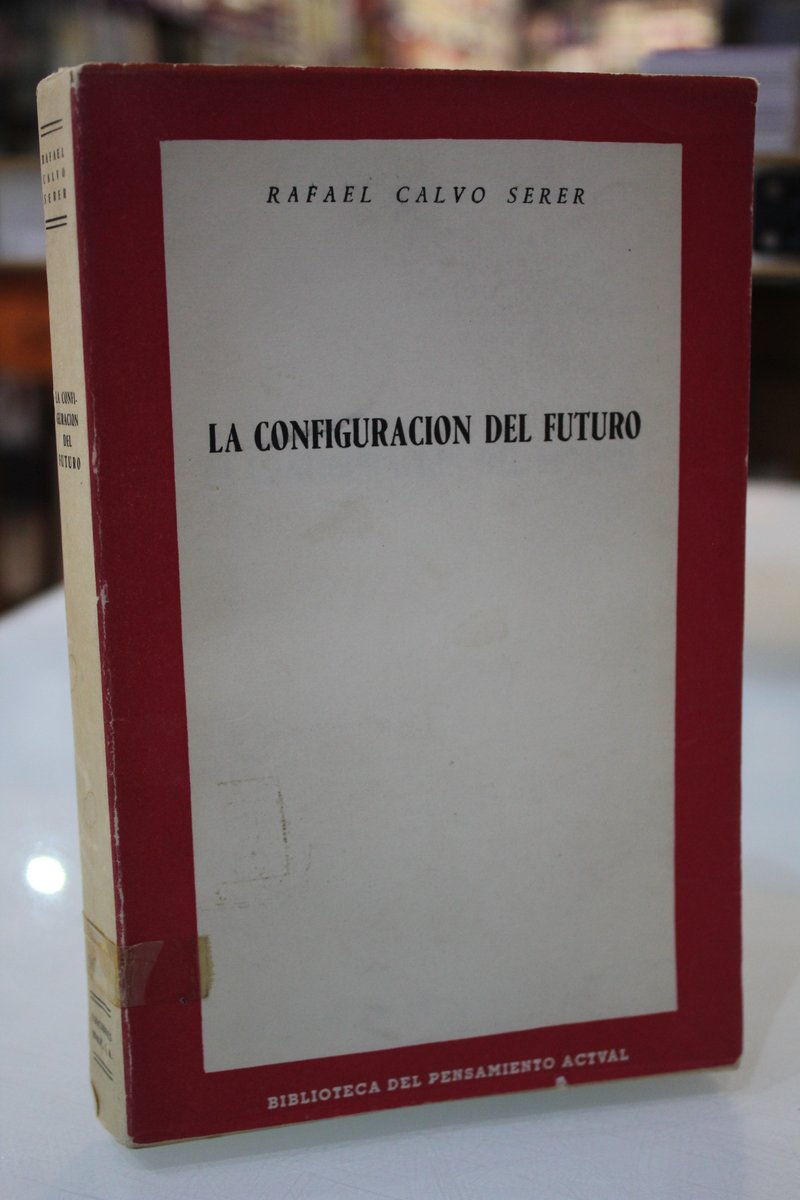 RAFAEL
CALVO
SERER
LA CONFI-
GURACION
DEL
FUTURO
RAFAEL CALVO SERER
LA CONFIGURACION DEL FUTURO
BIBLIOTECA DEL PENSAMIENTO ACTVAL